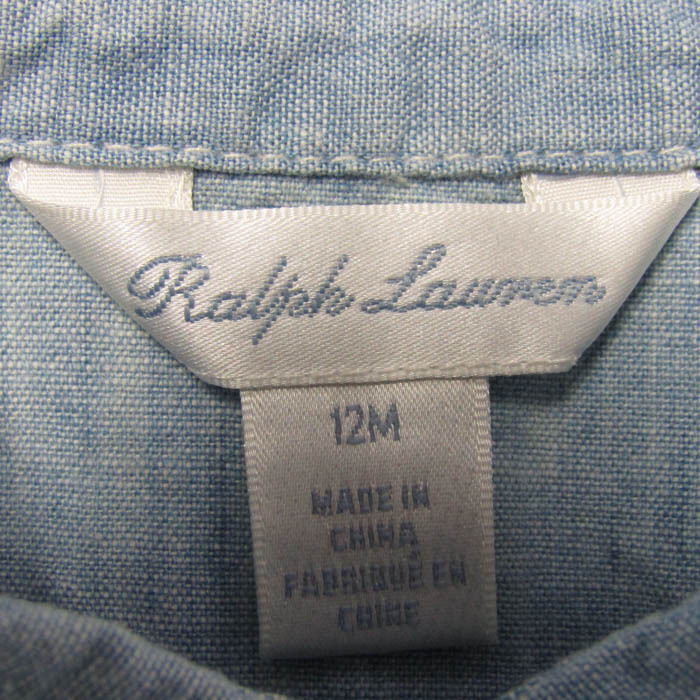 Ralph Lauren
12M
MADE IN
CHINA
FABRIQUÉ EN
CHINE